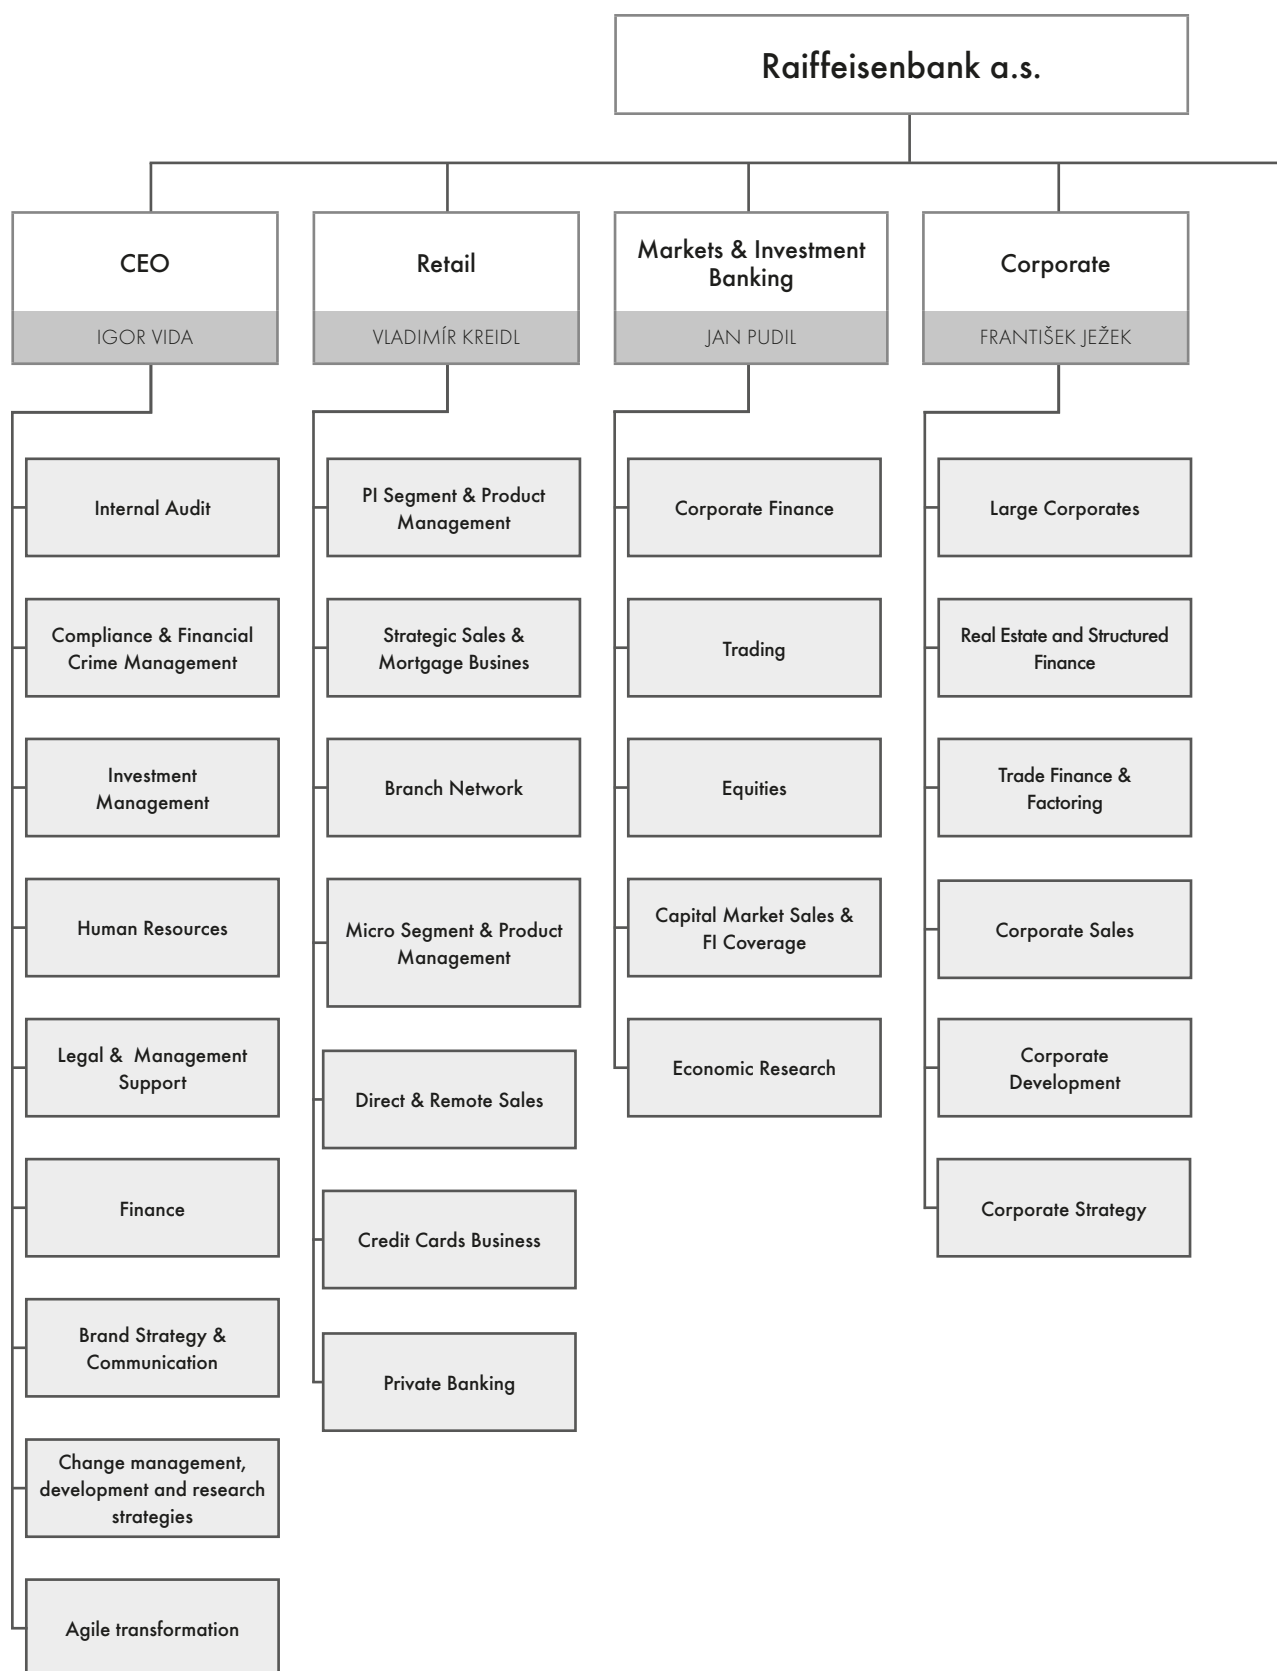 Raiffeisenbank a.s.
CEO
IGOR VIDA
Internal Audit
Compliance & Financial
Crime Management
Investment
Management
Human Resources
Legal &  Management
Support
Finance
Brand Strategy &
Communication
Change management,
development and research
strategies
Agile transformation
Retail
VLADIMÍR KREIDL
PI Segment & Product
Management
Strategic Sales &
Mortgage Busines
Branch Network
Micro Segment & Product
Management
Direct & Remote Sales
Credit Cards Business
Private Banking
Markets & Investment
Banking
JAN PUDIL
Corporate Finance
Trading
Equities
Capital Market Sales &
FI Coverage
Economic Research
Corporate
FRANTIŠEK JEŽEK
Large Corporates
Real Estate and Structured
Finance
Trade Finance &
Factoring
Corporate Sales
Corporate
Development
Corporate Strategy